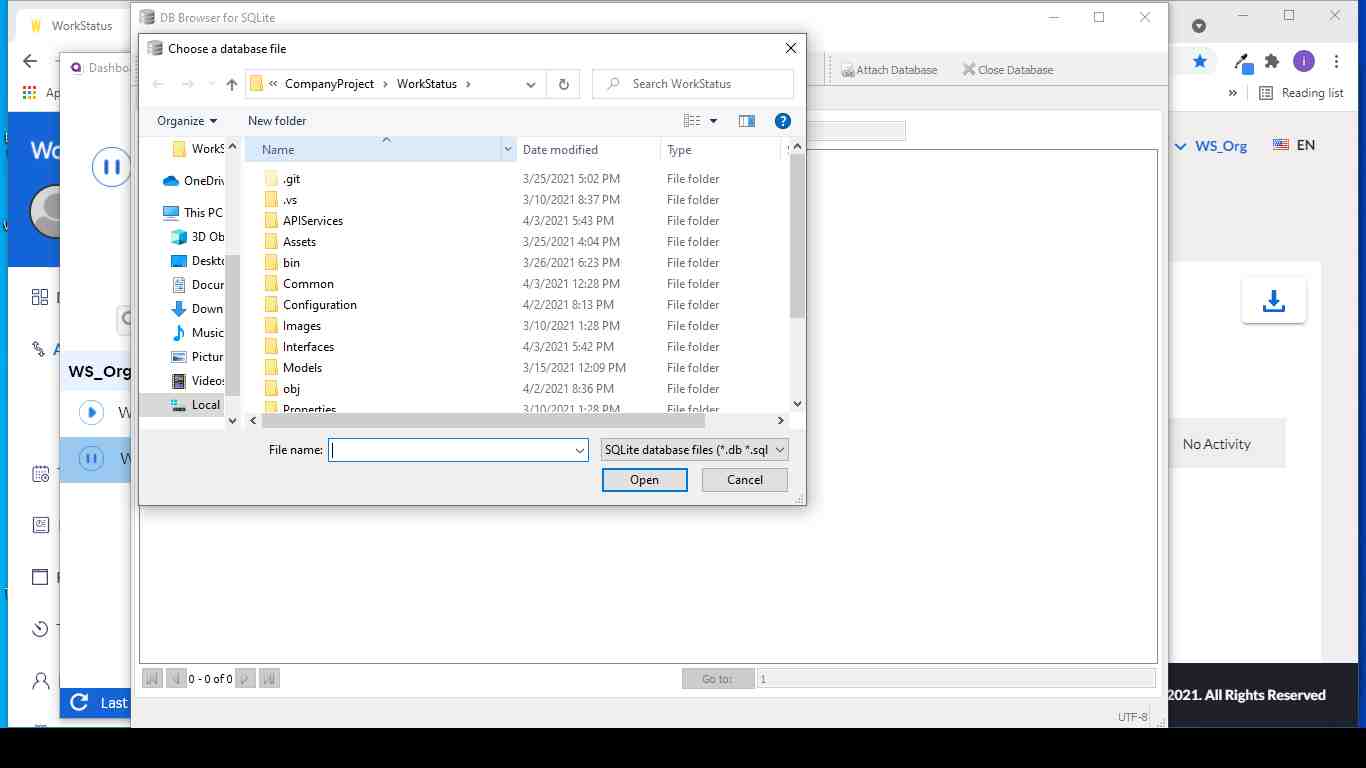 WorkStatus
DB Browser for SQLite
Choose a database file
CompanyProject
WorkStatus
Search WorkStatus
Attach Database
Close Database
Reading list
Organize
New folder
Name
Date modified
Type
OneDriv
This PC
3D Ob
Deskto
Docur
Down
Music
Pictur
Videos
Local
.git 3/25/2021 5:02 PM File folder
.vs 3/10/2021 8:37 PM File folder
APIServices 4/3/2021 5:43 PM File folder
Assets 3/25/2021 4:04 PM File folder
bin 3/26/2021 6:23 PM File folder
Common 4/3/2021 12:28 PM File folder
Configuration 4/2/2021 8:13 PM File folder
Images 3/10/2021 1:28 PM File folder
Interfaces 4/3/2021 5:42 PM File folder
Models 3/15/2021 12:09 PM File folder
obj 4/2/2021 8:36 PM File folder
Properties 3/10/2021 1:28 PM File folder
File name:
SQLite database files (*.db *.sql
Open
Cancel
WS_Org
EN
WS_Org
No Activity
0 - 0 of 0
Go to:
1
Last
2021. All Rights Reserved
UTF-8